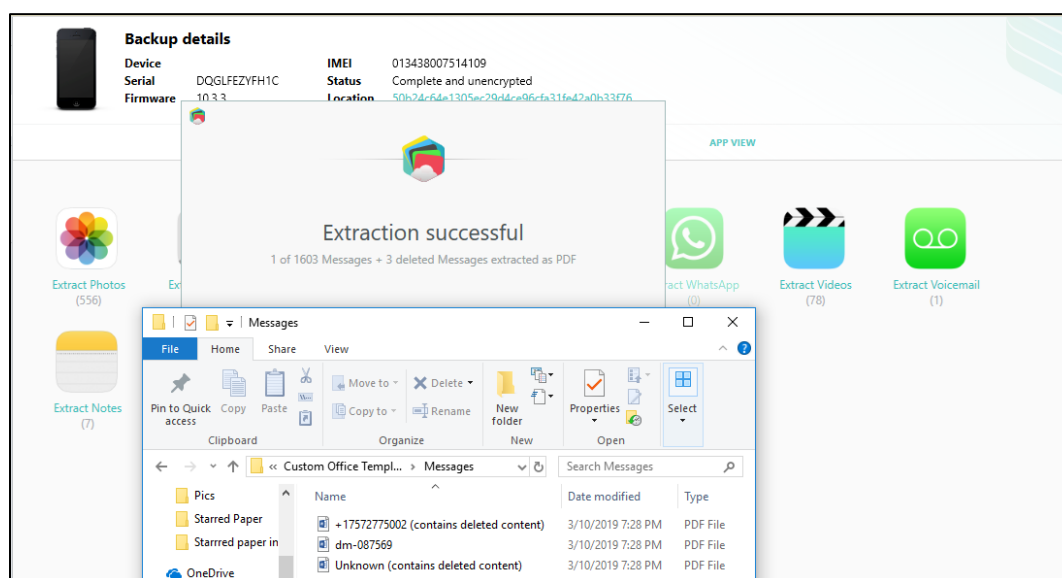 Backup details
Device
IMEI 013438007514109
Serial DQGLFEZYFH1C
Status Complete and unencrypted
Firmware 10.3.3
Location 50b24c64e1305ec29d4ce96cfa31fe42a0b33f76
APP VIEW
Extraction successful
1 of 1603 Messages + 3 deleted Messages extracted as PDF
Extract Photos
(556)
Ex
ract WhatsApp
(0)
Extract Videos
(78)
Extract Voicemail
(1)
Extract Notes
(7)
Messages
File Home Share View
Pin to Quick access
Copy
Paste
Move to
Copy to
Delete
Rename
New folder
Properties
Select
Clipboard Organize New Open
« Custom Office Templ... › Messages
Search Messages
Pics
Starred Paper
Starrred paper in
OneDrive
Name Date modified Type
+17572775002 (contains deleted content) 3/10/2019 7:28 PM PDF File
dm-087569 3/10/2019 7:28 PM PDF File
Unknown (contains deleted content) 3/10/2019 7:28 PM PDF File